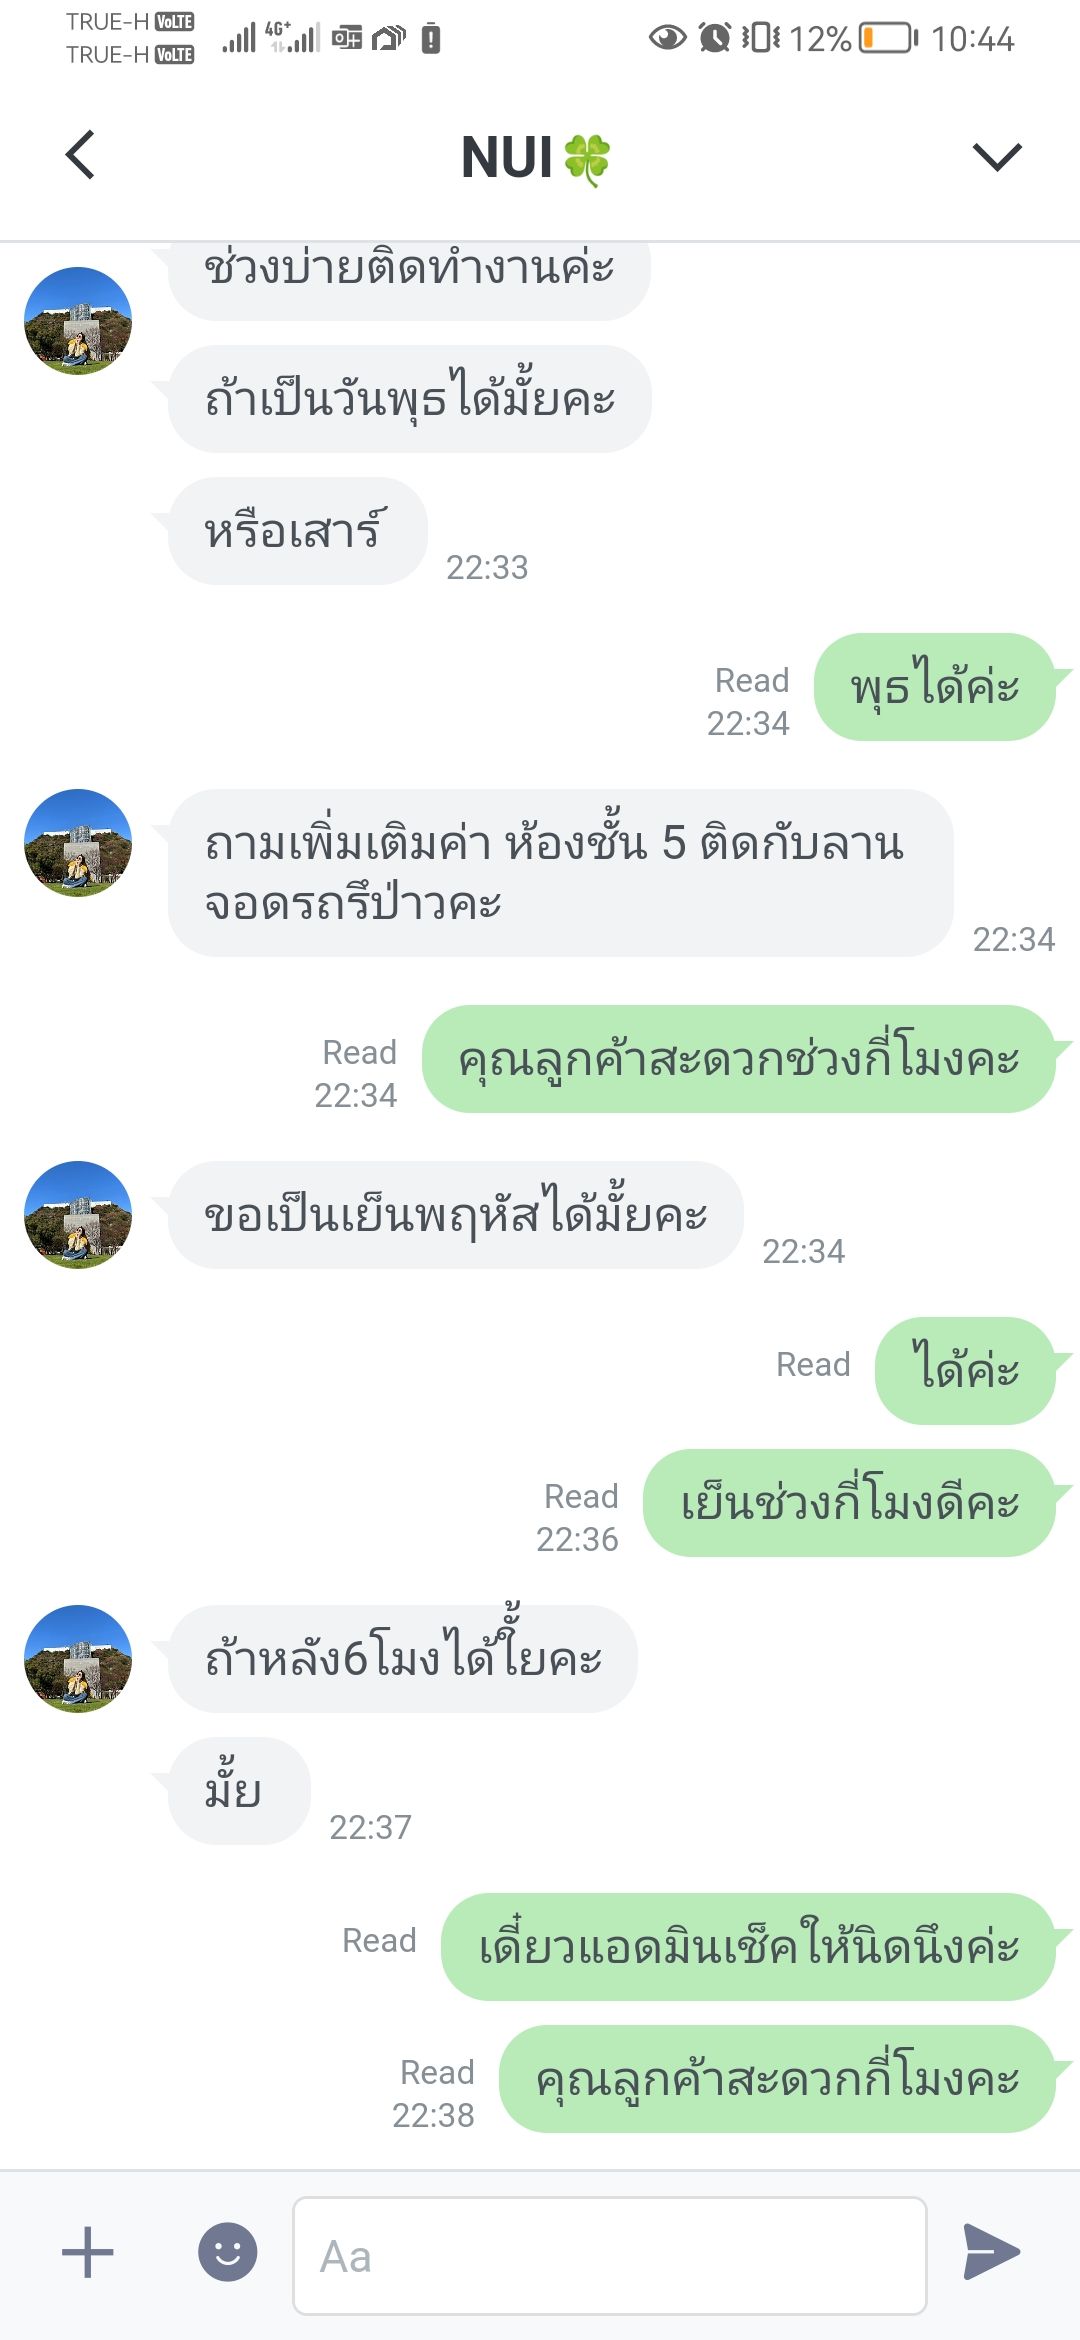 TRUE-H VoLTE
TRUE-H VoLTE
4G+
12%
10:44
NUI🍀
ช่วงบ่ายติดทำงานค่ะ
ถ้าเป็นวันพุธได้มั้ยคะ
หรือเสาร์
22:33
Read
22:34
พุธได้ค่ะ
ถามเพิ่มเติมค่า ห้องชั้น 5 ติดกับลาน
จอดรถรึป่าวคะ
22:34
Read
22:34
คุณลูกค้าสะดวกช่วงกี่โมงคะ
ขอเป็นเย็นพฤหัสได้มั้ยคะ
22:34
Read
ได้ค่ะ
Read
22:36
เย็นช่วงกี่โมงดีคะ
ถ้าหลัง6โมงได้ใั้ยคะ
มั้ย
22:37
Read
เดี๋ยวแอดมินเช็คให้นิดนึงค่ะ
Read
22:38
คุณลูกค้าสะดวกกี่โมงคะ
Aa